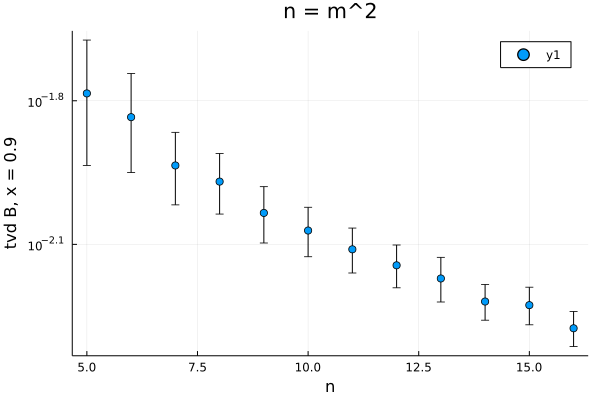 n = m^2
y1
tvd B, x = 0.9
10^−1.8
10^−2.1
5.0 7.5 10.0 12.5 15.0
n